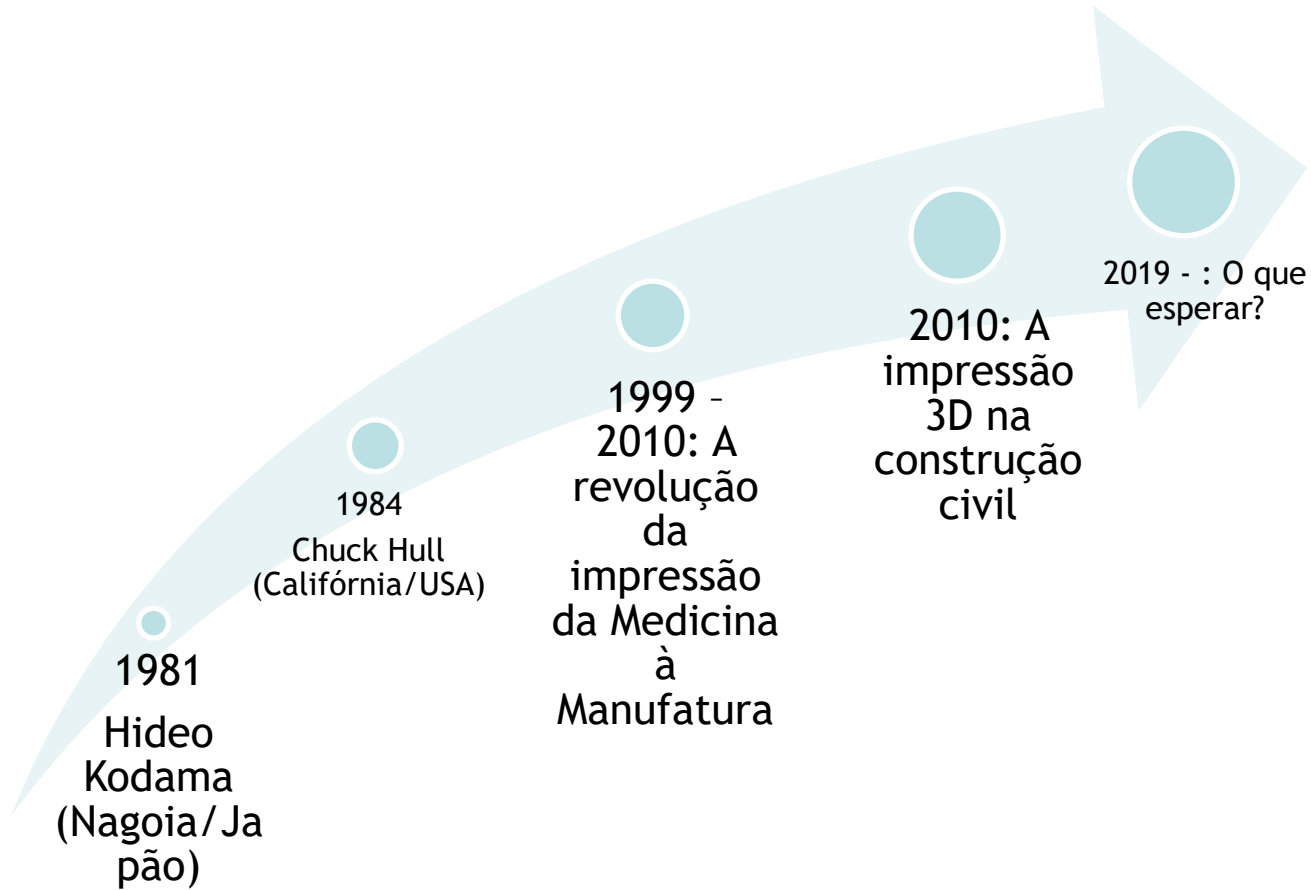 1981
Hideo
Kodama
(Nagoia/Ja
pão)
1984
Chuck Hull
(Califórnia/USA)
1999 –
2010: A
revolução
da
impressão
da Medicina
à
Manufatura
2010: A
impressão
3D na
construção
civil
2019 - : O que
esperar?